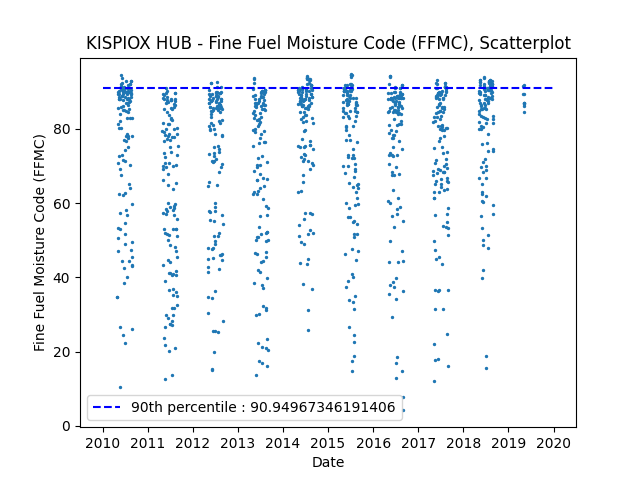 KISPIOX HUB - Fine Fuel Moisture Code (FFMC), Scatterplot
Fine Fuel Moisture Code (FFMC)
80
60
40
20
0
90th percentile : 90.94967346191406
2010 2011 2012 2013 2014 2015 2016 2017 2018 2019 2020
Date